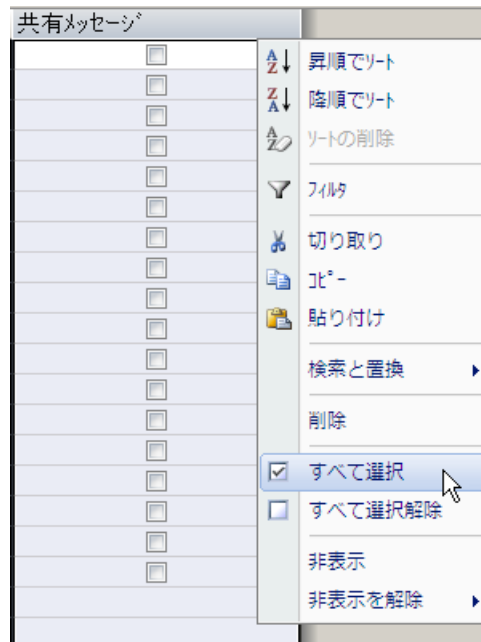 共有ﾒｯｾｰｼﾞ
昇順でｿｰﾄ
降順でｿｰﾄ
ｿｰﾄの削除
ﾌｨﾙﾀ
切り取り
ｺﾋﾟｰ
貼り付け
検索と置換
削除
すべて選択
すべて選択解除
非表示
非表示を解除